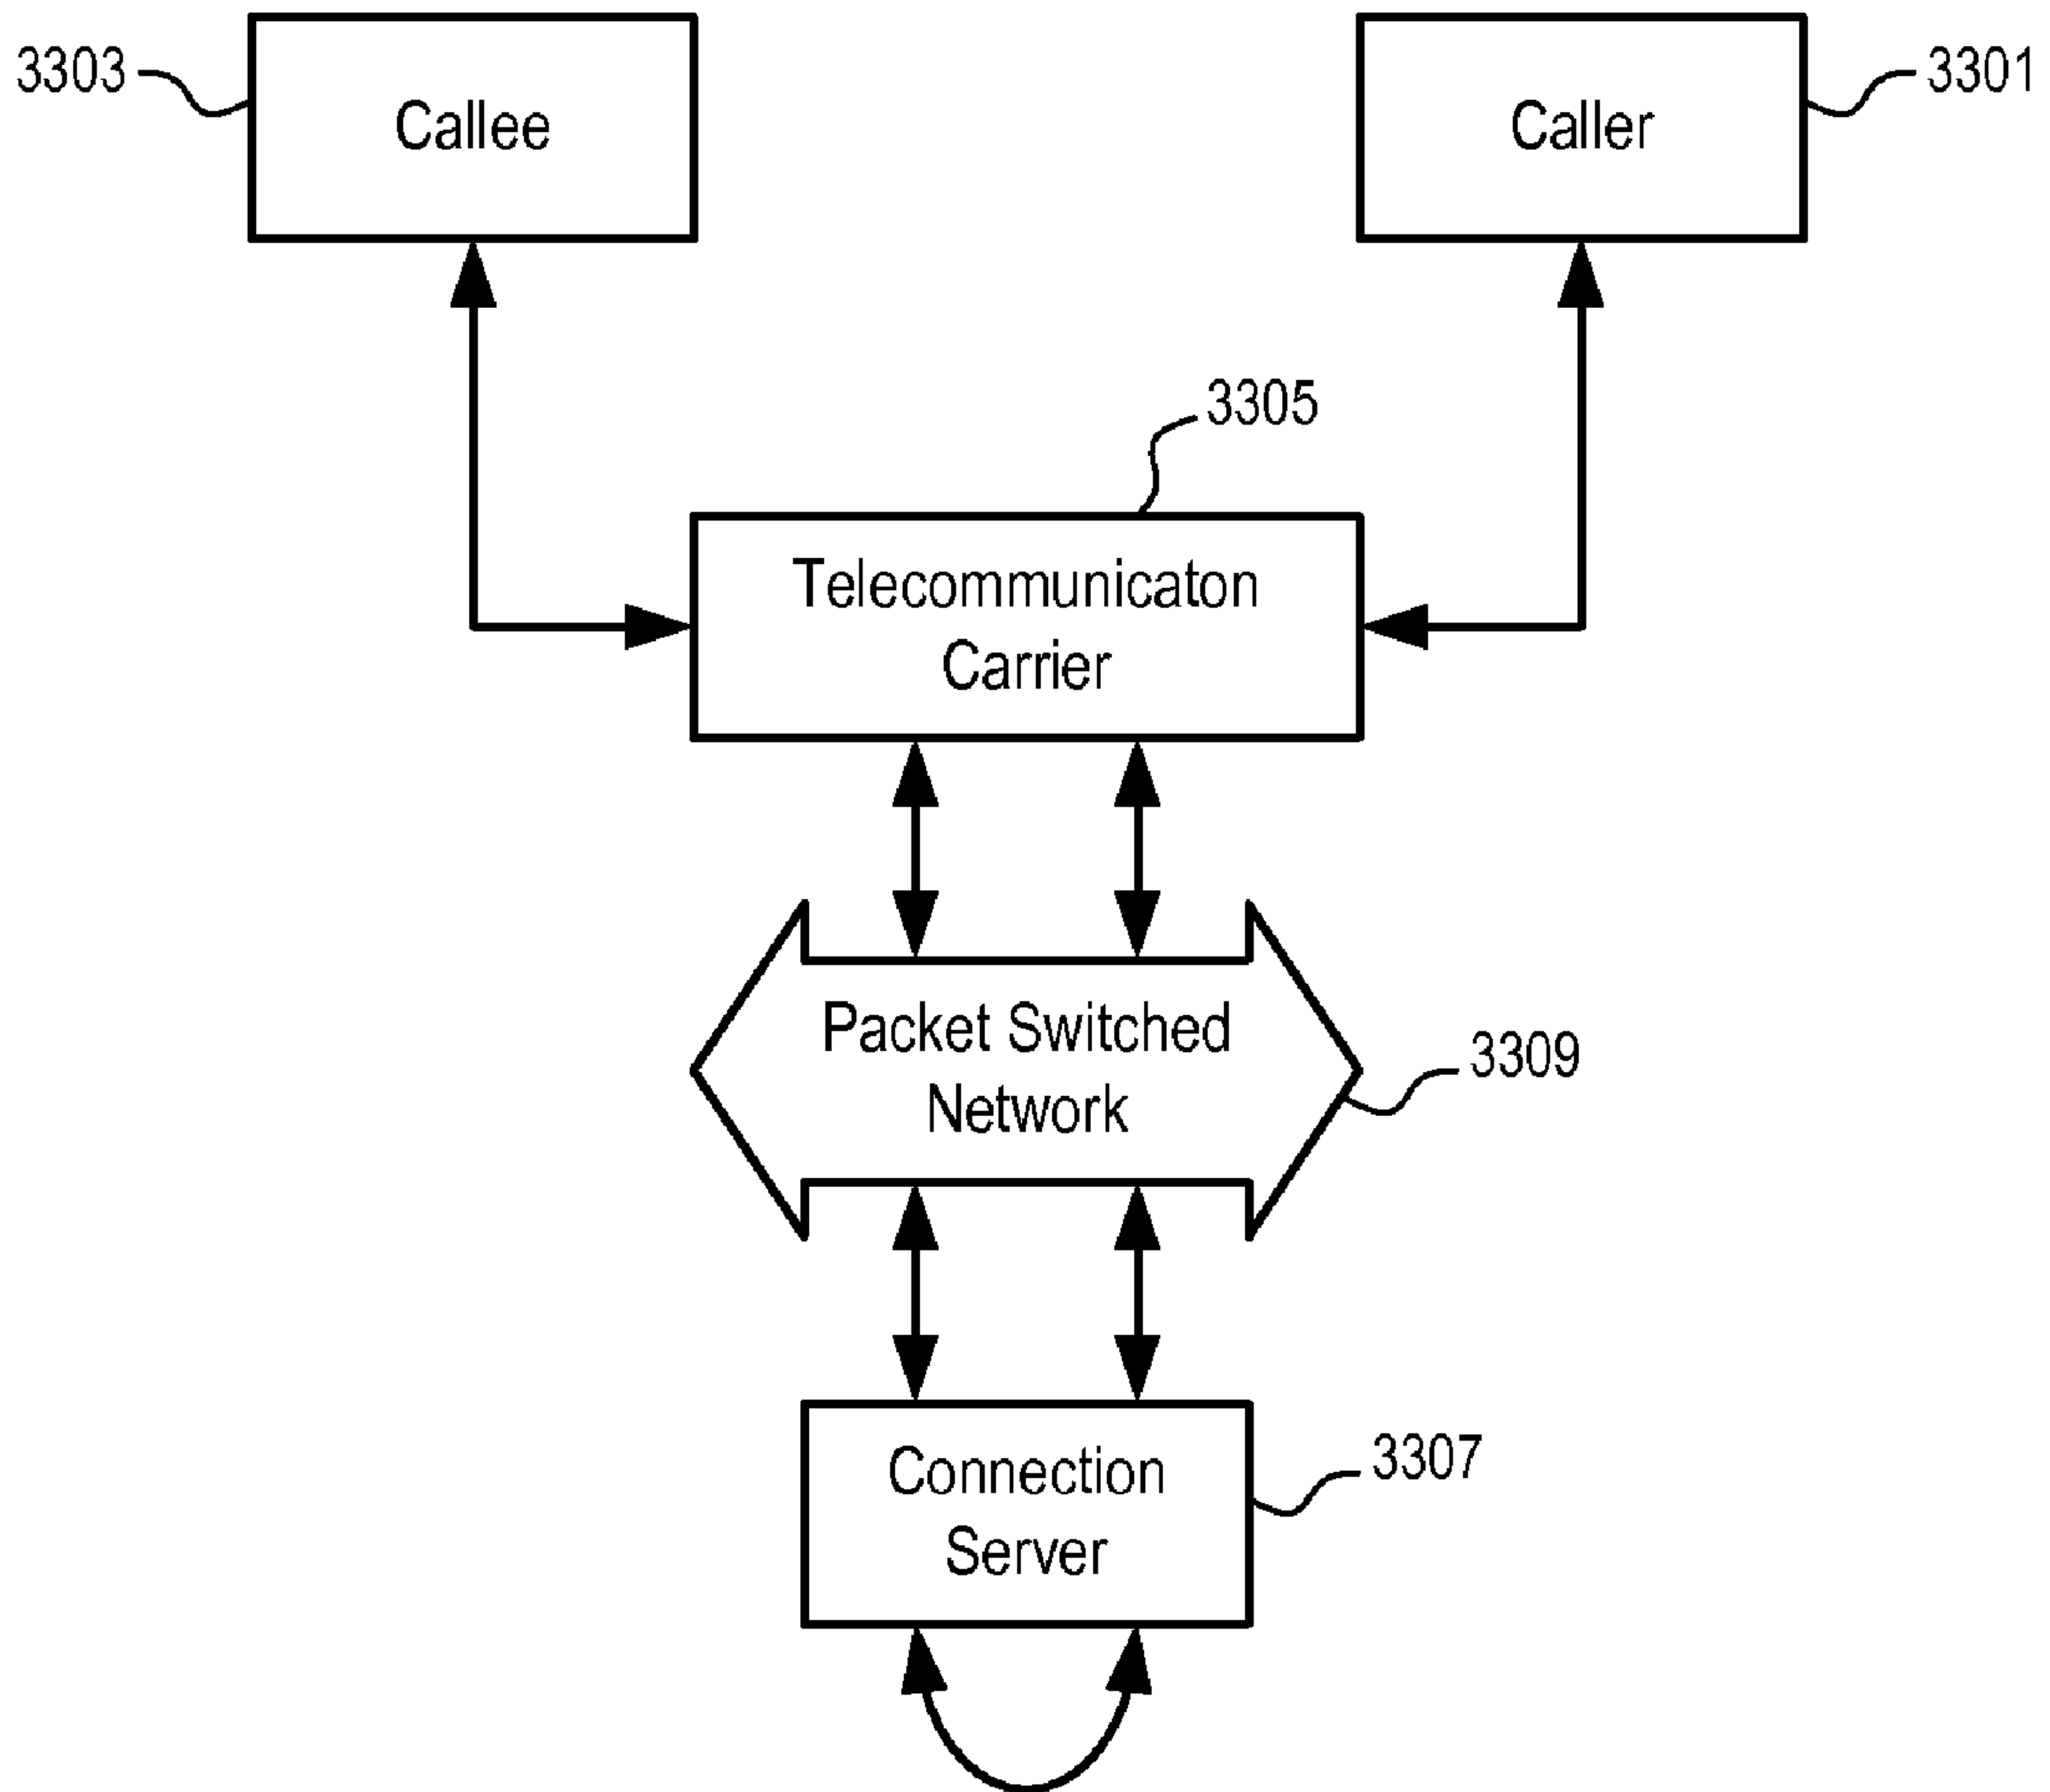 3303
Callee
Caller
3301
3305
Telecommunicaton
Carrier
Packet Switched
Network
3309
Connection
Server
3307